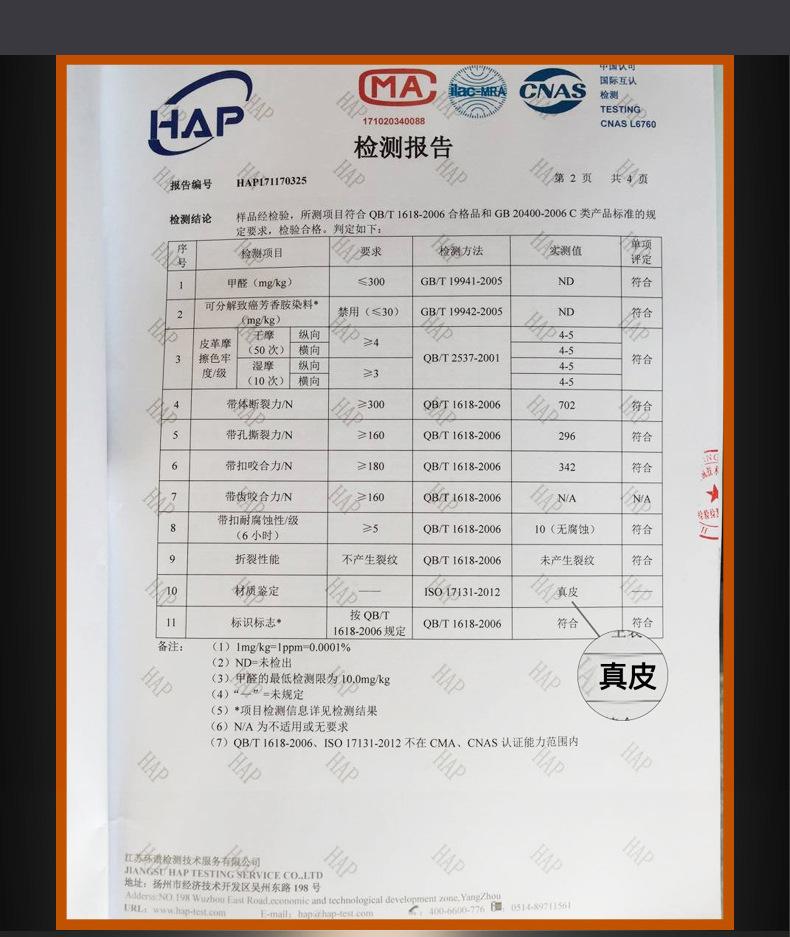 HAP
MA
171020340088
ilac-MRA
CNAS
中国认可
国际互认
检测
TESTING
CNAS L6760
检测报告
报告编号 HAP171170325
第 2 页 共 4 页
检测结论 样品经检验，所测项目符合 QB/T 1618-2006 合格品和 GB 20400-2006 C 类产品标准的规
定要求，检验合格。判定如下:
序号 检测项目 要求 检测方法 实测值 单项评定
1 甲醛（mg/kg） ≤300 GB/T 19941-2005 ND 符合
2 可分解致癌芳香胺染料*（mg/kg） 禁用（≤30） GB/T 19942-2005 ND 符合
3 皮革摩擦色牢度/级 干摩（50 次） 纵向 ≥4 QB/T 2537-2001 4-5 符合
横向 4-5
湿摩（10 次） 纵向 ≥3 4-5
横向 4-5
4 带体断裂力/N ≥300 QB/T 1618-2006 702 符合
5 带孔撕裂力/N ≥160 QB/T 1618-2006 296 符合
6 带扣咬合力/N ≥180 QB/T 1618-2006 342 符合
7 带齿咬合力/N ≥160 QB/T 1618-2006 N/A N/A
8 带扣耐腐蚀性/级（6 小时） ≥5 QB/T 1618-2006 10（无腐蚀） 符合
9 折裂性能 不产生裂纹 QB/T 1618-2006 未产生裂纹 符合
10 材质鉴定 —— ISO 17131-2012 真皮 ——
11 标识标志* 按 QB/T 1618-2006 规定 QB/T 1618-2006 符合 符合
真皮
备注: （1）1mg/kg=1ppm=0.0001%
（2）ND=未检出
（3）甲醛的最低检测限为 10.0mg/kg
（4）“—” =未规定
（5）*项目检测信息详见检测结果
（6）N/A 为不适用或无要求
（7）QB/T 1618-2006、ISO 17131-2012 不在 CMA、CNAS 认证能力范围内
检测技术服务有限公司
JIANGSU HAP TESTING SERVICE CO.,LTD
地址：扬州市经济技术开发区吴州东路 198 号
Address:NO.198 Wuzhou East Road,economic and technological development zone,YangZhou
URL: www.hap-test.com E-mail: hap@hap-test.com 400-6600-776 0514-89711561